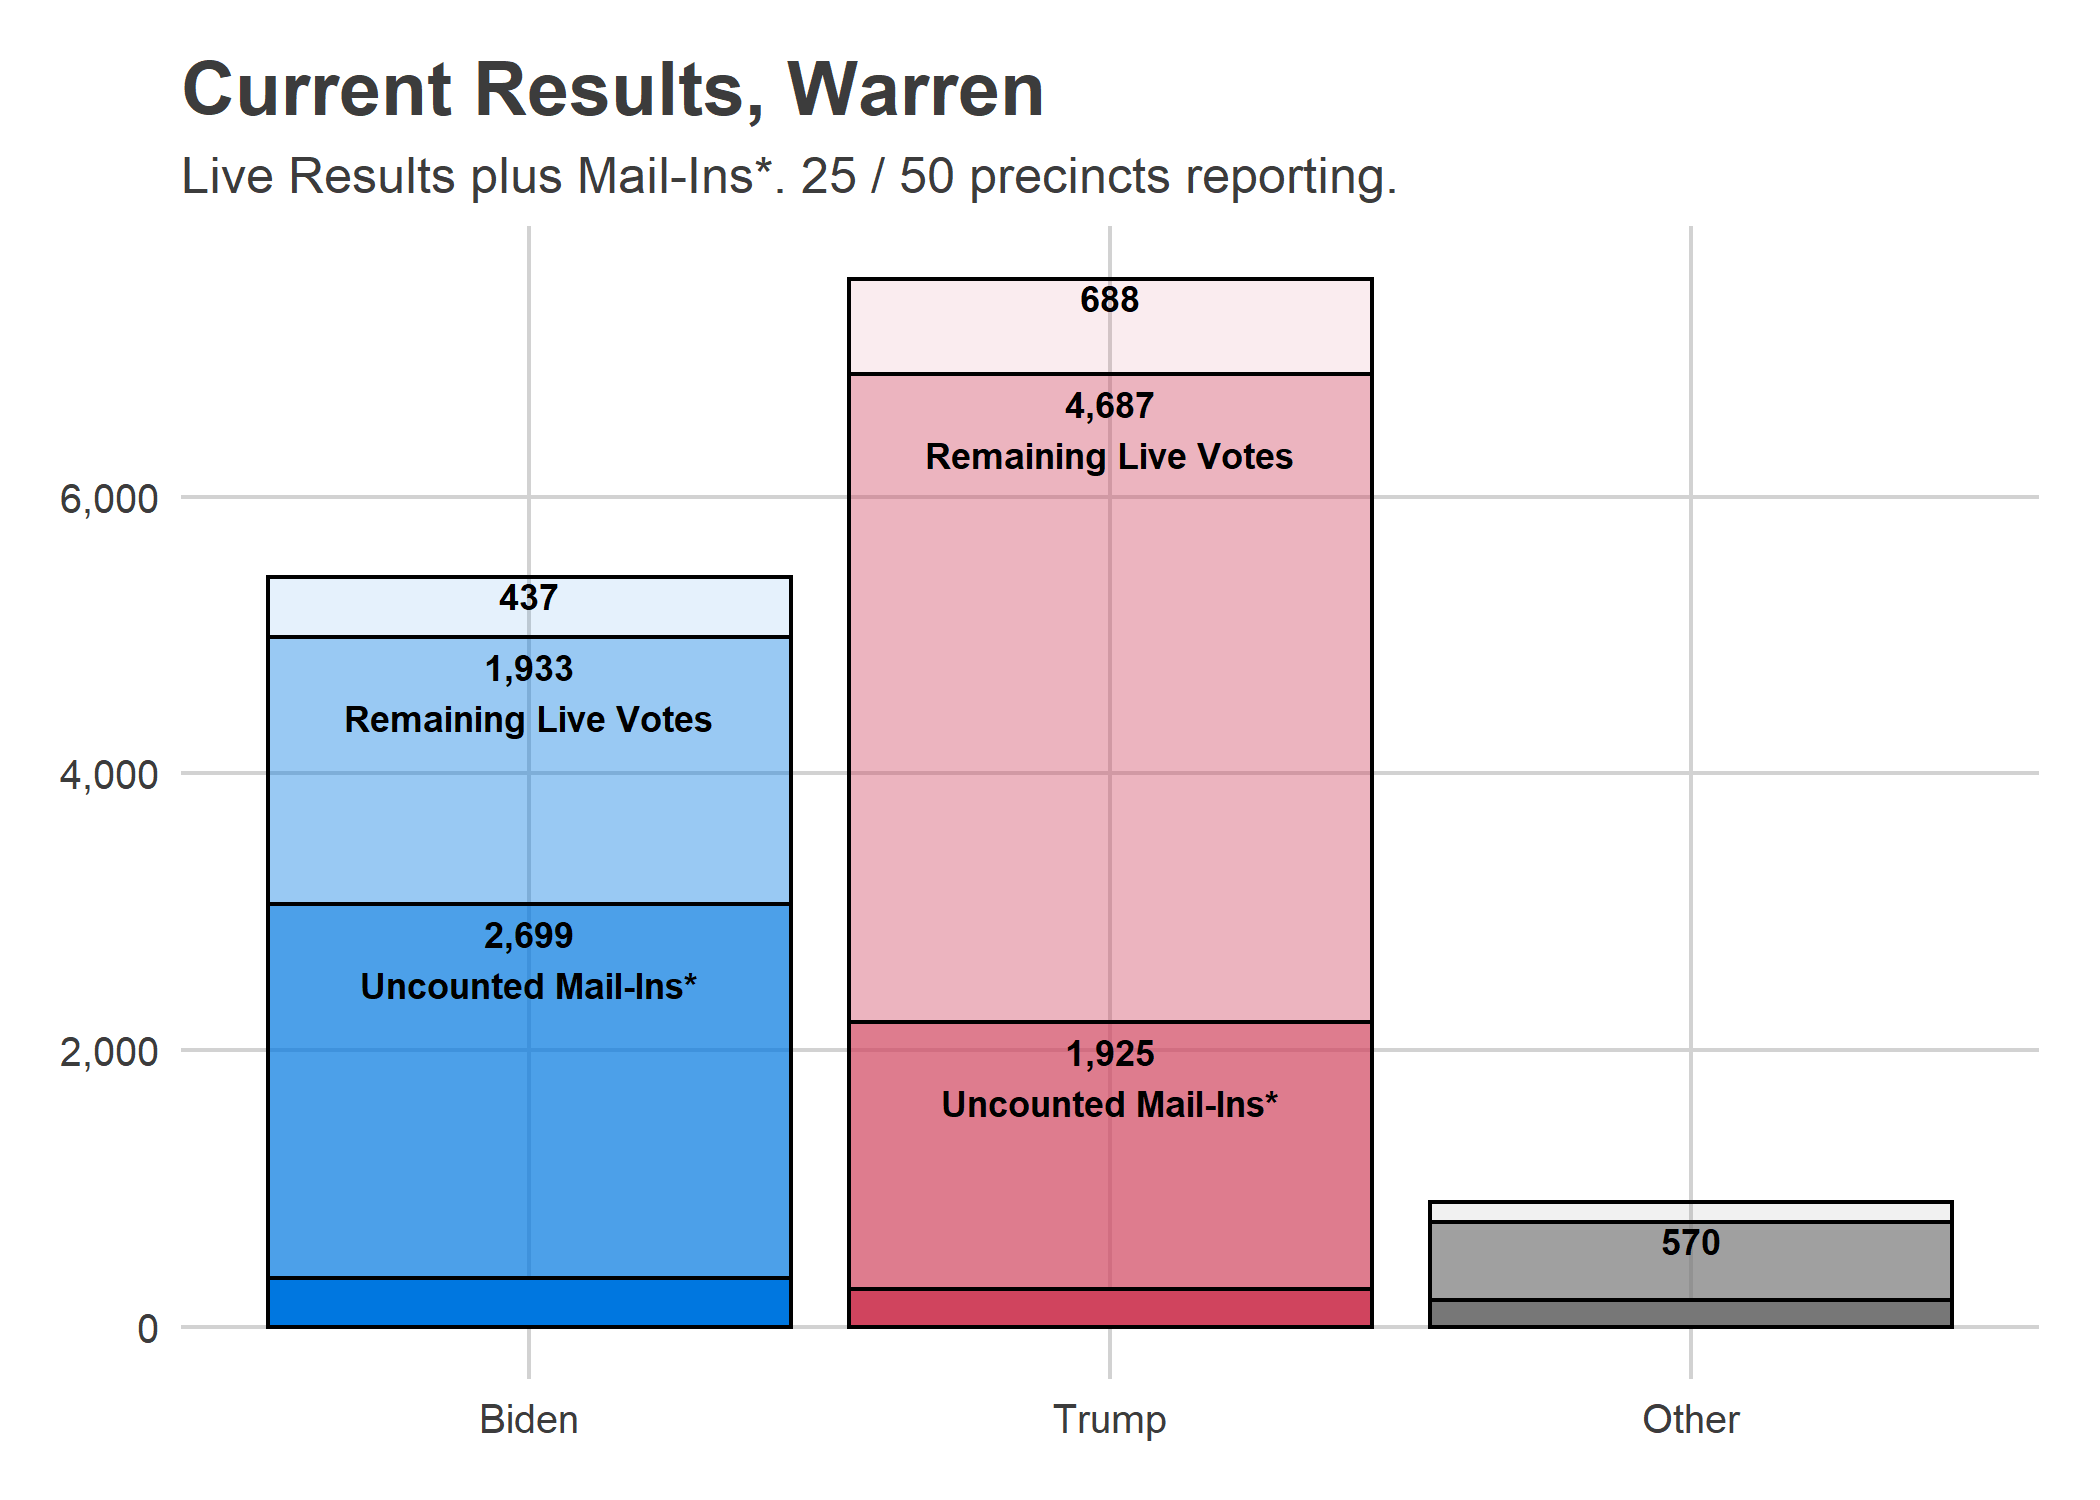 Current Results, Warren
Live Results plus Mail-Ins*. 25 / 50 precincts reporting.
688
4,687
Remaining Live Votes
6,000
437
1,933
Remaining Live Votes
4,000
2,699
Uncounted Mail-Ins*
2,000
1,925
Uncounted Mail-Ins*
570
0
Biden
Trump
Other